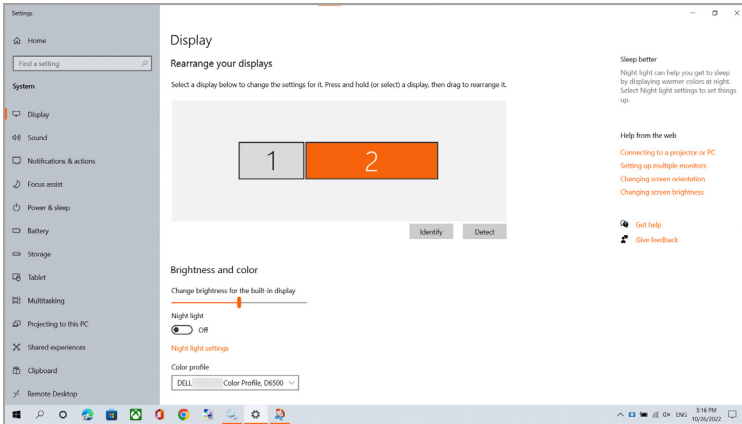 Settings
Home
Find a setting
System
Display
Sound
Notifications & actions
Focus assist
Power & sleep
Battery
Storage
Tablet
Multitasking
Projecting to this PC
Shared experiences
Clipboard
Remote Desktop
Display
Rearrange your displays
Select a display below to change the settings for it. Press and hold (or select) a display, then drag to rearrange it.
1
2
Identify
Detect
Brightness and color
Change brightness for the built-in display
Night light
Off
Night light settings
Color profile
DELL Color Profile, D6500
Sleep better
Night light can help you get to sleep
by displaying warmer colors at night.
Select Night light settings to set things
up.
Help from the web
Connecting to a projector or PC
Setting up multiple monitors
Changing screen orientation
Changing screen brightness
Get help
Give feedback
ENG
5:16 PM
10/26/2022